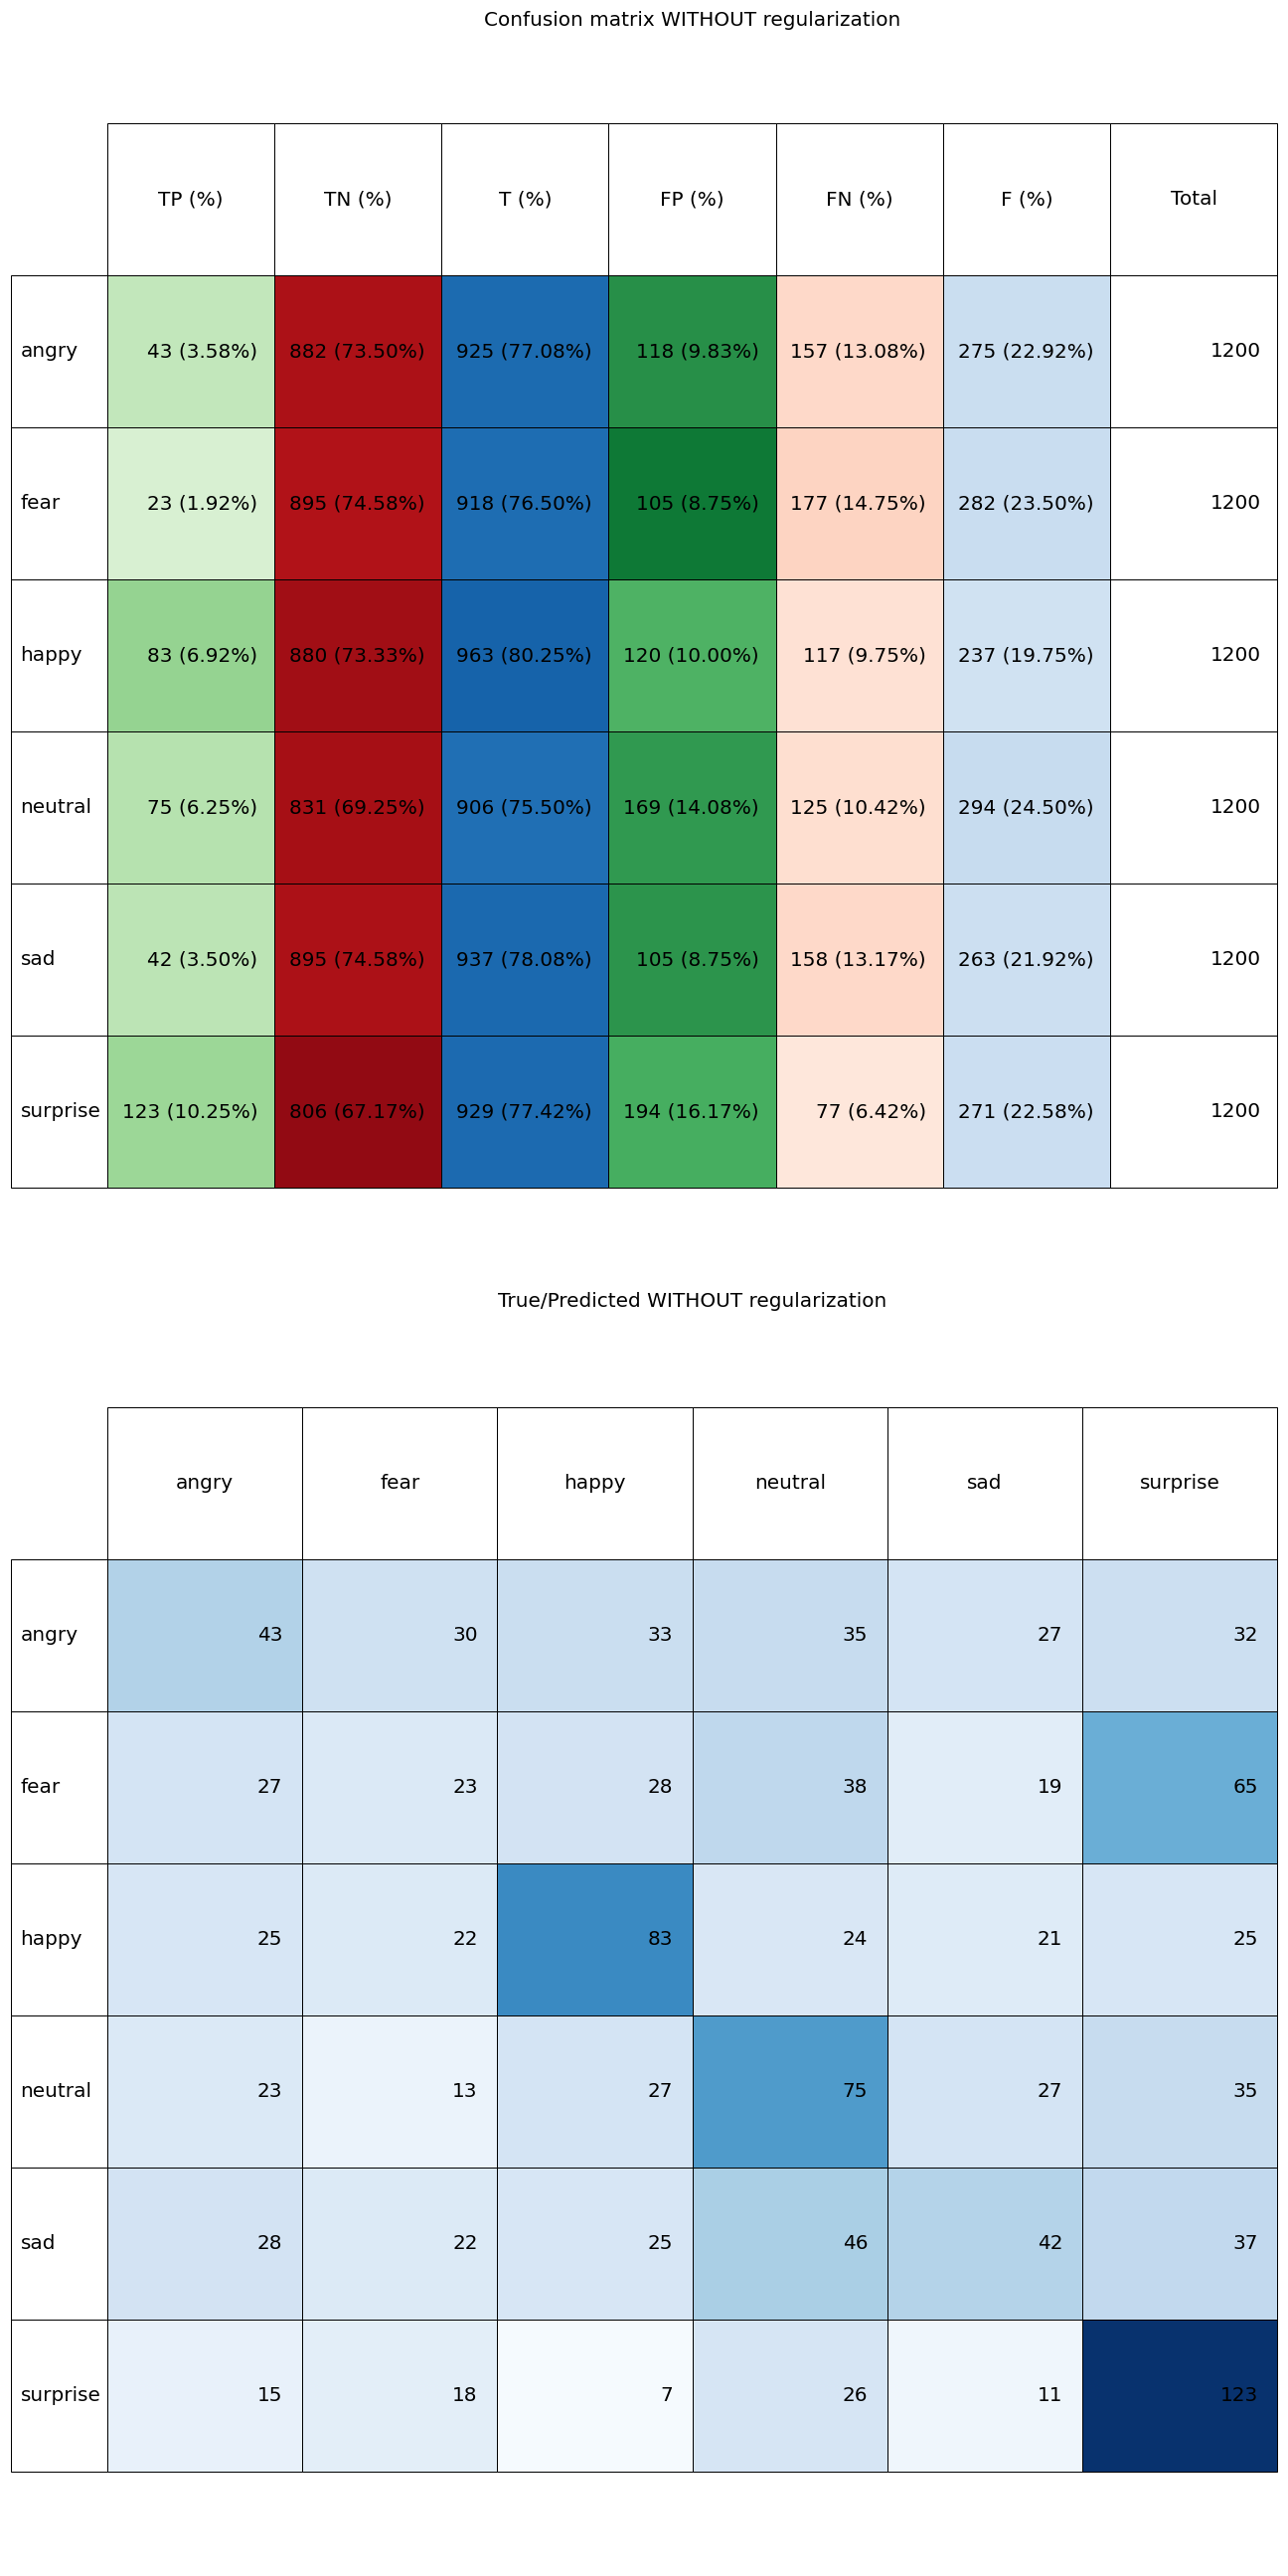 Confusion matrix WITHOUT regularization
TP (%) TN (%) T (%) FP (%) FN (%) F (%) Total
angry 43 (3.58%) 882 (73.50%) 925 (77.08%) 118 (9.83%) 157 (13.08%) 275 (22.92%) 1200
fear 23 (1.92%) 895 (74.58%) 918 (76.50%) 105 (8.75%) 177 (14.75%) 282 (23.50%) 1200
happy 83 (6.92%) 880 (73.33%) 963 (80.25%) 120 (10.00%) 117 (9.75%) 237 (19.75%) 1200
neutral 75 (6.25%) 831 (69.25%) 906 (75.50%) 169 (14.08%) 125 (10.42%) 294 (24.50%) 1200
sad 42 (3.50%) 895 (74.58%) 937 (78.08%) 105 (8.75%) 158 (13.17%) 263 (21.92%) 1200
surprise 123 (10.25%) 806 (67.17%) 929 (77.42%) 194 (16.17%) 77 (6.42%) 271 (22.58%) 1200
True/Predicted WITHOUT regularization
angry fear happy neutral sad surprise
angry 43 30 33 35 27 32
fear 27 23 28 38 19 65
happy 25 22 83 24 21 25
neutral 23 13 27 75 27 35
sad 28 22 25 46 42 37
surprise 15 18 7 26 11 123